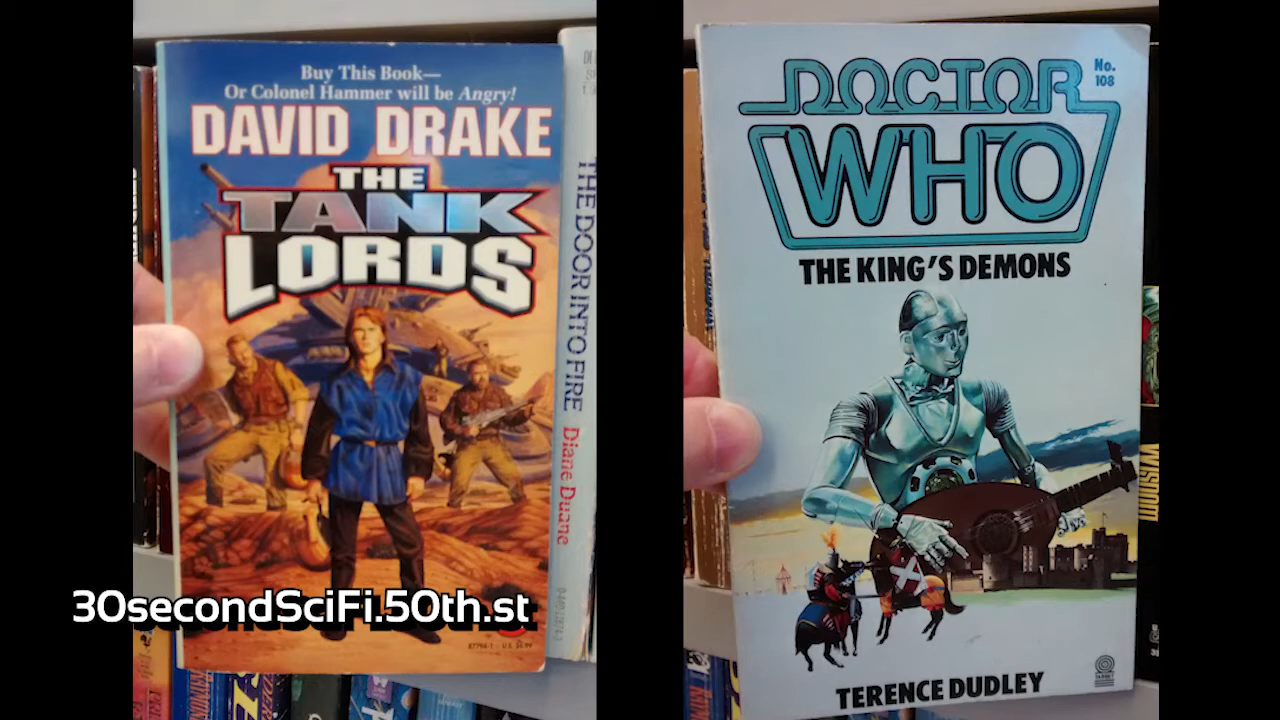 Buy This Book—
Or Colonel Hammer will be Angry!
DAVID DRAKE
THE
TANK
LORDS
THE DOOR INTO FIRE
Diane Duane
30secondSciFi.50th.st
DOCTOR
WHO
No.
108
THE KING'S DEMONS
TERENCE DUDLEY
WISDOM